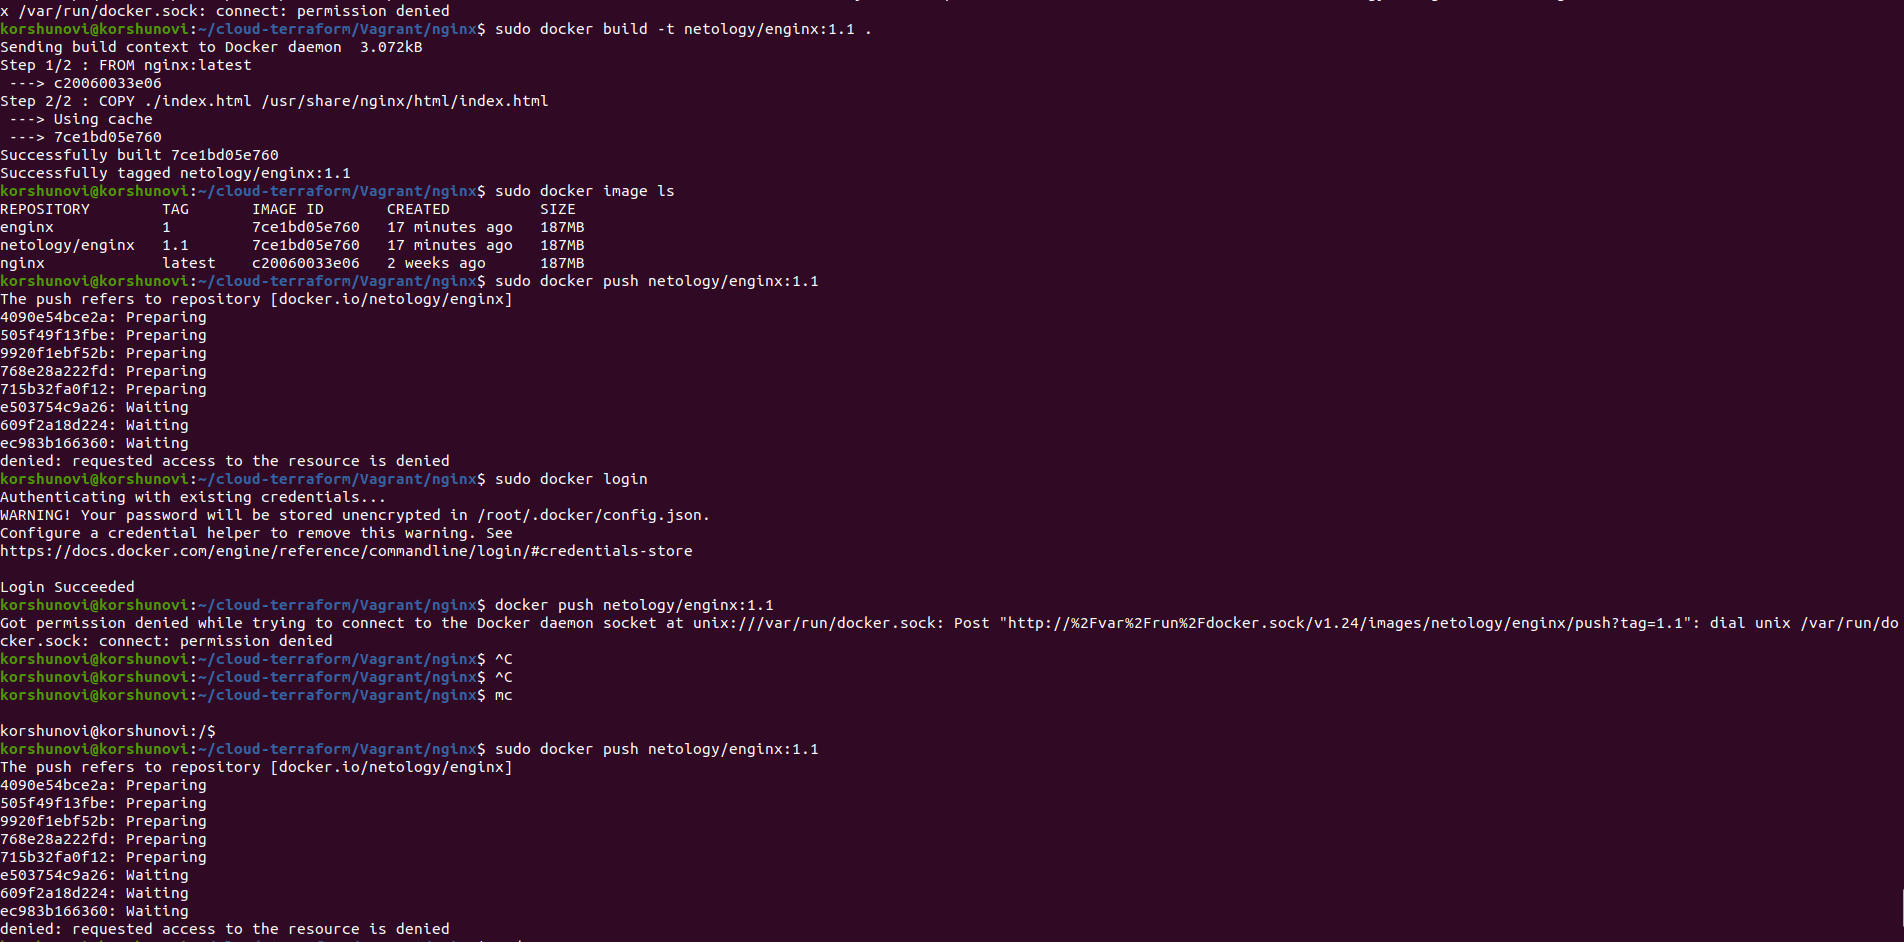 x /var/run/docker.sock: connect: permission denied
korshunovi@korshunovi:~/cloud-terraform/Vagrant/nginx$ sudo docker build -t netology/enginx:1.1 .
Sending build context to Docker daemon  3.072kB
Step 1/2 : FROM nginx:latest
 ---> c20060033e06
Step 2/2 : COPY ./index.html /usr/share/nginx/html/index.html
 ---> Using cache
 ---> 7ce1bd05e760
Successfully built 7ce1bd05e760
Successfully tagged netology/enginx:1.1
korshunovi@korshunovi:~/cloud-terraform/Vagrant/nginx$ sudo docker image ls
REPOSITORY        TAG       IMAGE ID       CREATED          SIZE
enginx            1         7ce1bd05e760   17 minutes ago   187MB
netology/enginx   1.1       7ce1bd05e760   17 minutes ago   187MB
nginx             latest    c20060033e06   2 weeks ago      187MB
korshunovi@korshunovi:~/cloud-terraform/Vagrant/nginx$ sudo docker push netology/enginx:1.1
The push refers to repository [docker.io/netology/enginx]
4090e54bce2a: Preparing
505f49f13fbe: Preparing
9920f1ebf52b: Preparing
768e28a222fd: Preparing
715b32fa0f12: Preparing
e503754c9a26: Waiting
609f2a18d224: Waiting
ec983b166360: Waiting
denied: requested access to the resource is denied
korshunovi@korshunovi:~/cloud-terraform/Vagrant/nginx$ sudo docker login
Authenticating with existing credentials...
WARNING! Your password will be stored unencrypted in /root/.docker/config.json.
Configure a credential helper to remove this warning. See
https://docs.docker.com/engine/reference/commandline/login/#credentials-store

Login Succeeded
korshunovi@korshunovi:~/cloud-terraform/Vagrant/nginx$ docker push netology/enginx:1.1
Got permission denied while trying to connect to the Docker daemon socket at unix:///var/run/docker.sock: Post "http://%2Fvar%2Frun%2Fdocker.sock/v1.24/images/netology/enginx/push?tag=1.1": dial unix /var/run/do
cker.sock: connect: permission denied
korshunovi@korshunovi:~/cloud-terraform/Vagrant/nginx$ ^C
korshunovi@korshunovi:~/cloud-terraform/Vagrant/nginx$ ^C
korshunovi@korshunovi:~/cloud-terraform/Vagrant/nginx$ mc

korshunovi@korshunovi:/$
korshunovi@korshunovi:~/cloud-terraform/Vagrant/nginx$ sudo docker push netology/enginx:1.1
The push refers to repository [docker.io/netology/enginx]
4090e54bce2a: Preparing
505f49f13fbe: Preparing
9920f1ebf52b: Preparing
768e28a222fd: Preparing
715b32fa0f12: Preparing
e503754c9a26: Waiting
609f2a18d224: Waiting
ec983b166360: Waiting
denied: requested access to the resource is denied